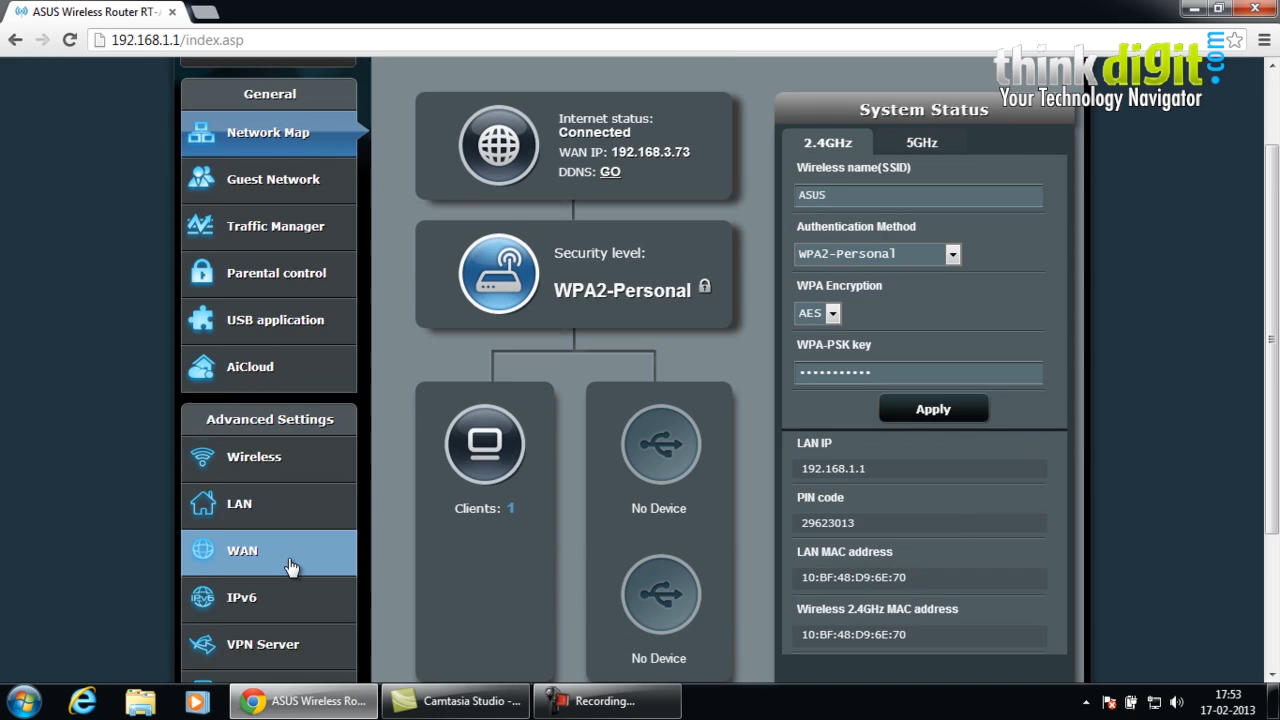 ASUS Wireless Router RT-
192.168.1.1/index.asp
thinkdigit.com
Your Technology Navigator
General
Network Map
Guest Network
Traffic Manager
Parental control
USB application
AiCloud
Advanced Settings
Wireless
LAN
WAN
IPv6
VPN Server
Internet status:
Connected
WAN IP: 192.168.3.73
DDNS: GO
Security level:
WPA2-Personal
Clients: 1
No Device
No Device
System Status
2.4GHz 5GHz
Wireless name(SSID)
ASUS
Authentication Method
WPA2-Personal
WPA Encryption
AES
WPA-PSK key
•••••••••••
Apply
LAN IP
192.168.1.1
PIN code
29623013
LAN MAC address
10:BF:48:D9:6E:70
Wireless 2.4GHz MAC address
10:BF:48:D9:6E:70
ASUS Wireless Ro...
Camtasia Studio -...
Recording...
17:53
17-02-2013